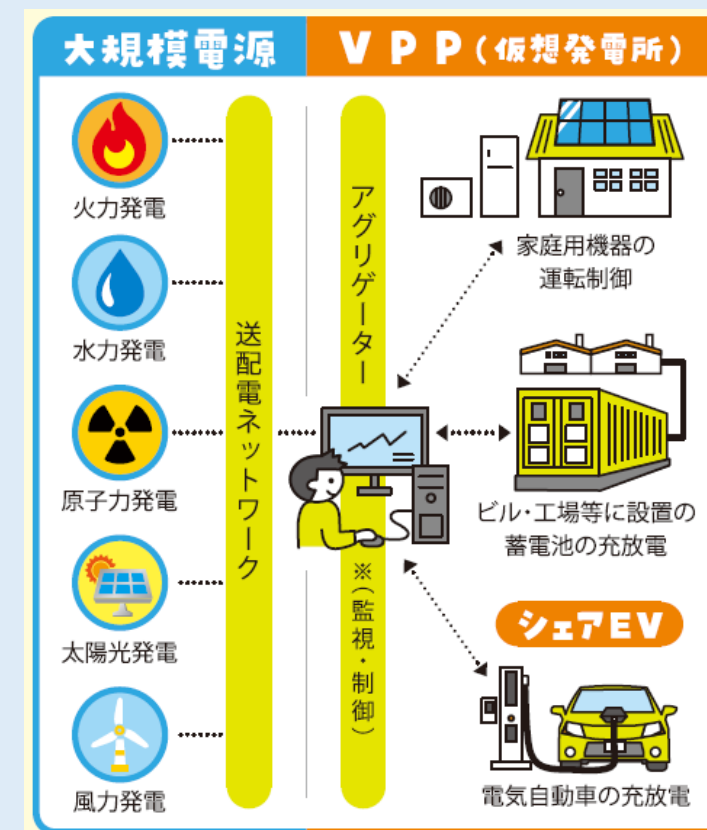 大規模電源
VPP(仮想発電所)
火力発電
水力発電
原子力発電
太陽光発電
風力発電
送配電ネットワーク
アグリゲーター
※(監視・制御)
家庭用機器の
運転制御
ビル・工場等に設置の
蓄電池の充放電
シェアEV
電気自動車の充放電